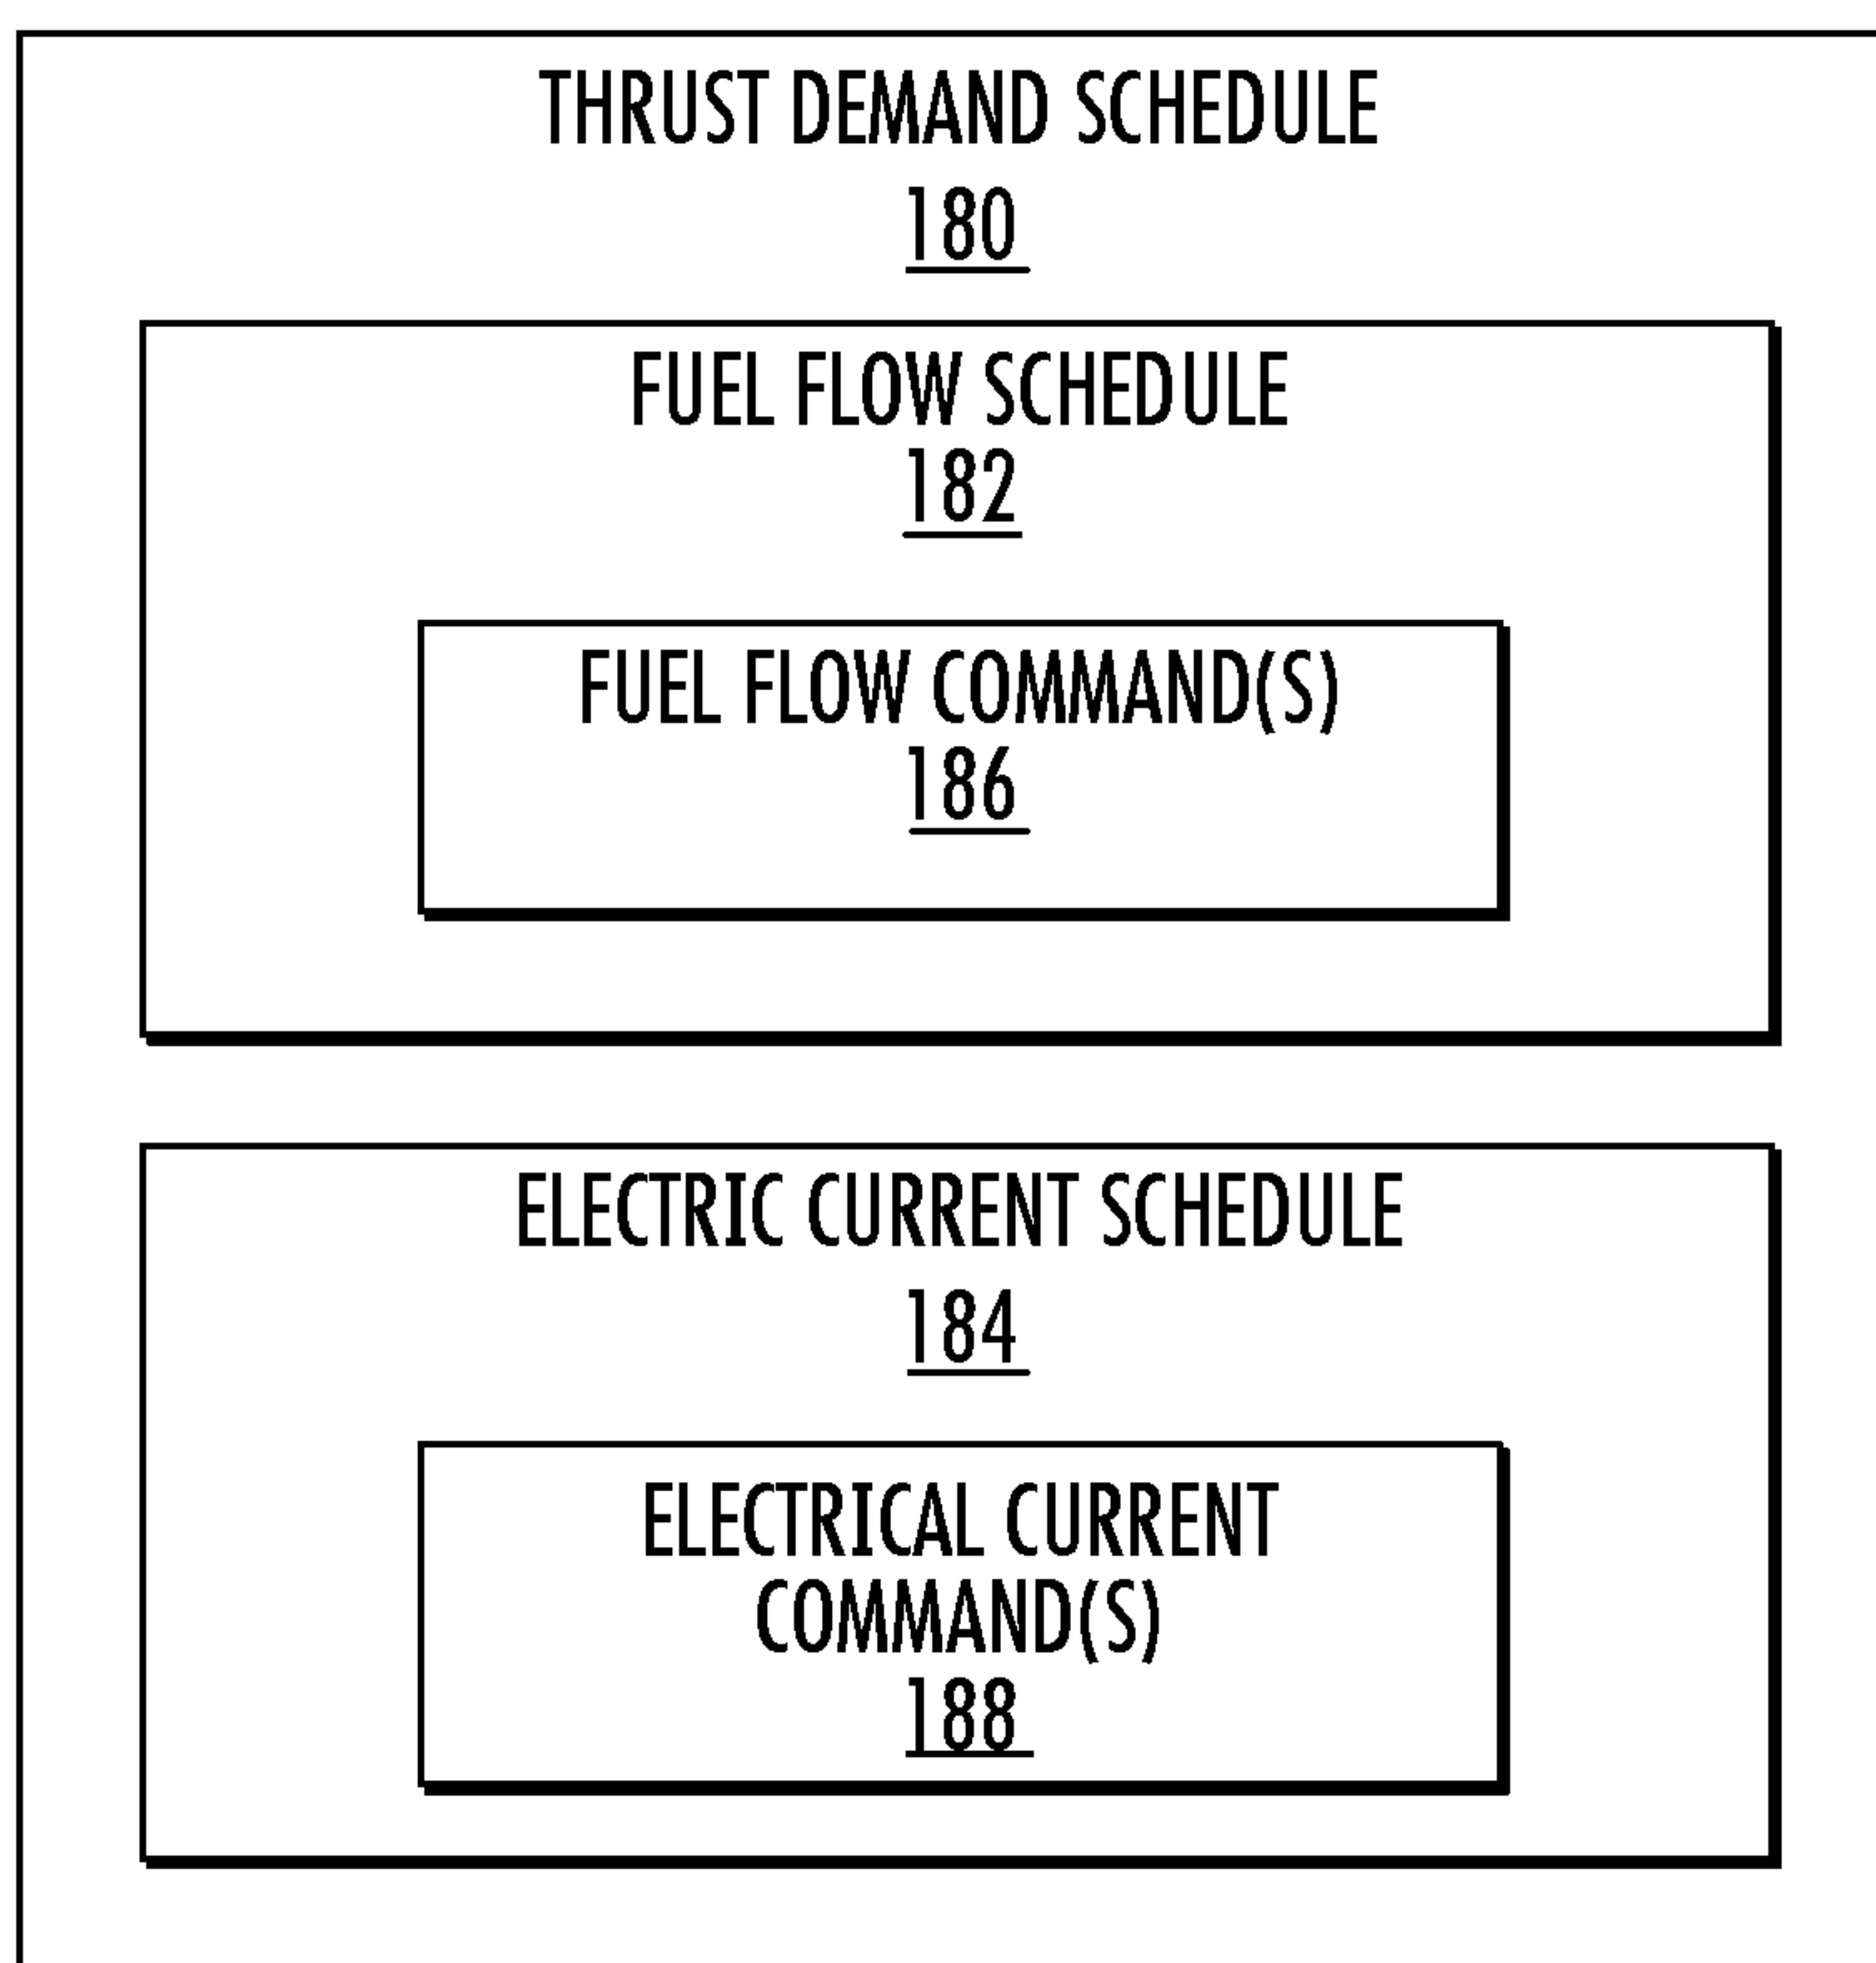 THRUST DEMAND SCHEDULE
180
FUEL FLOW SCHEDULE
182
FUEL FLOW COMMAND(S)
186
ELECTRIC CURRENT SCHEDULE
184
ELECTRICAL CURRENT
COMMAND(S)
188